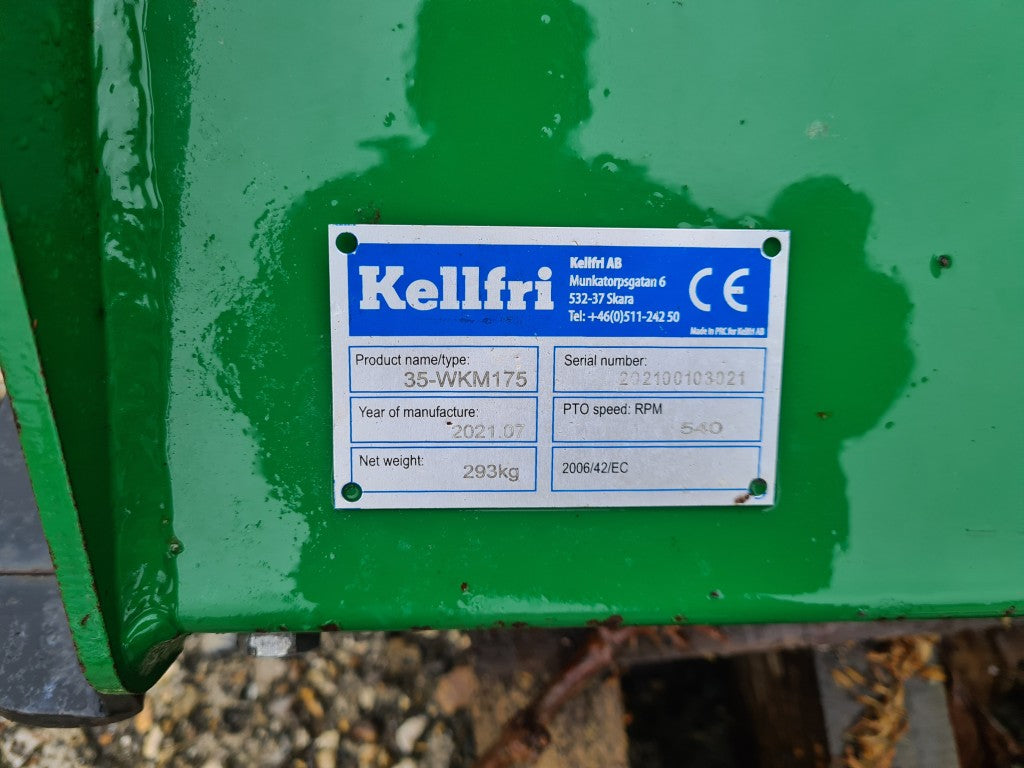 Kellfri
Kellfri AB
Munkatorpsgatan 6
532-37 Skara
Tel: +46(0)511-242 50
CE
Made in PRC for Kellfri AB
Product name/type:
35-WKM175
Serial number:
202100103021
Year of manufacture:
2021.07
PTO speed: RPM
540
Net weight:
293kg
2006/42/EC